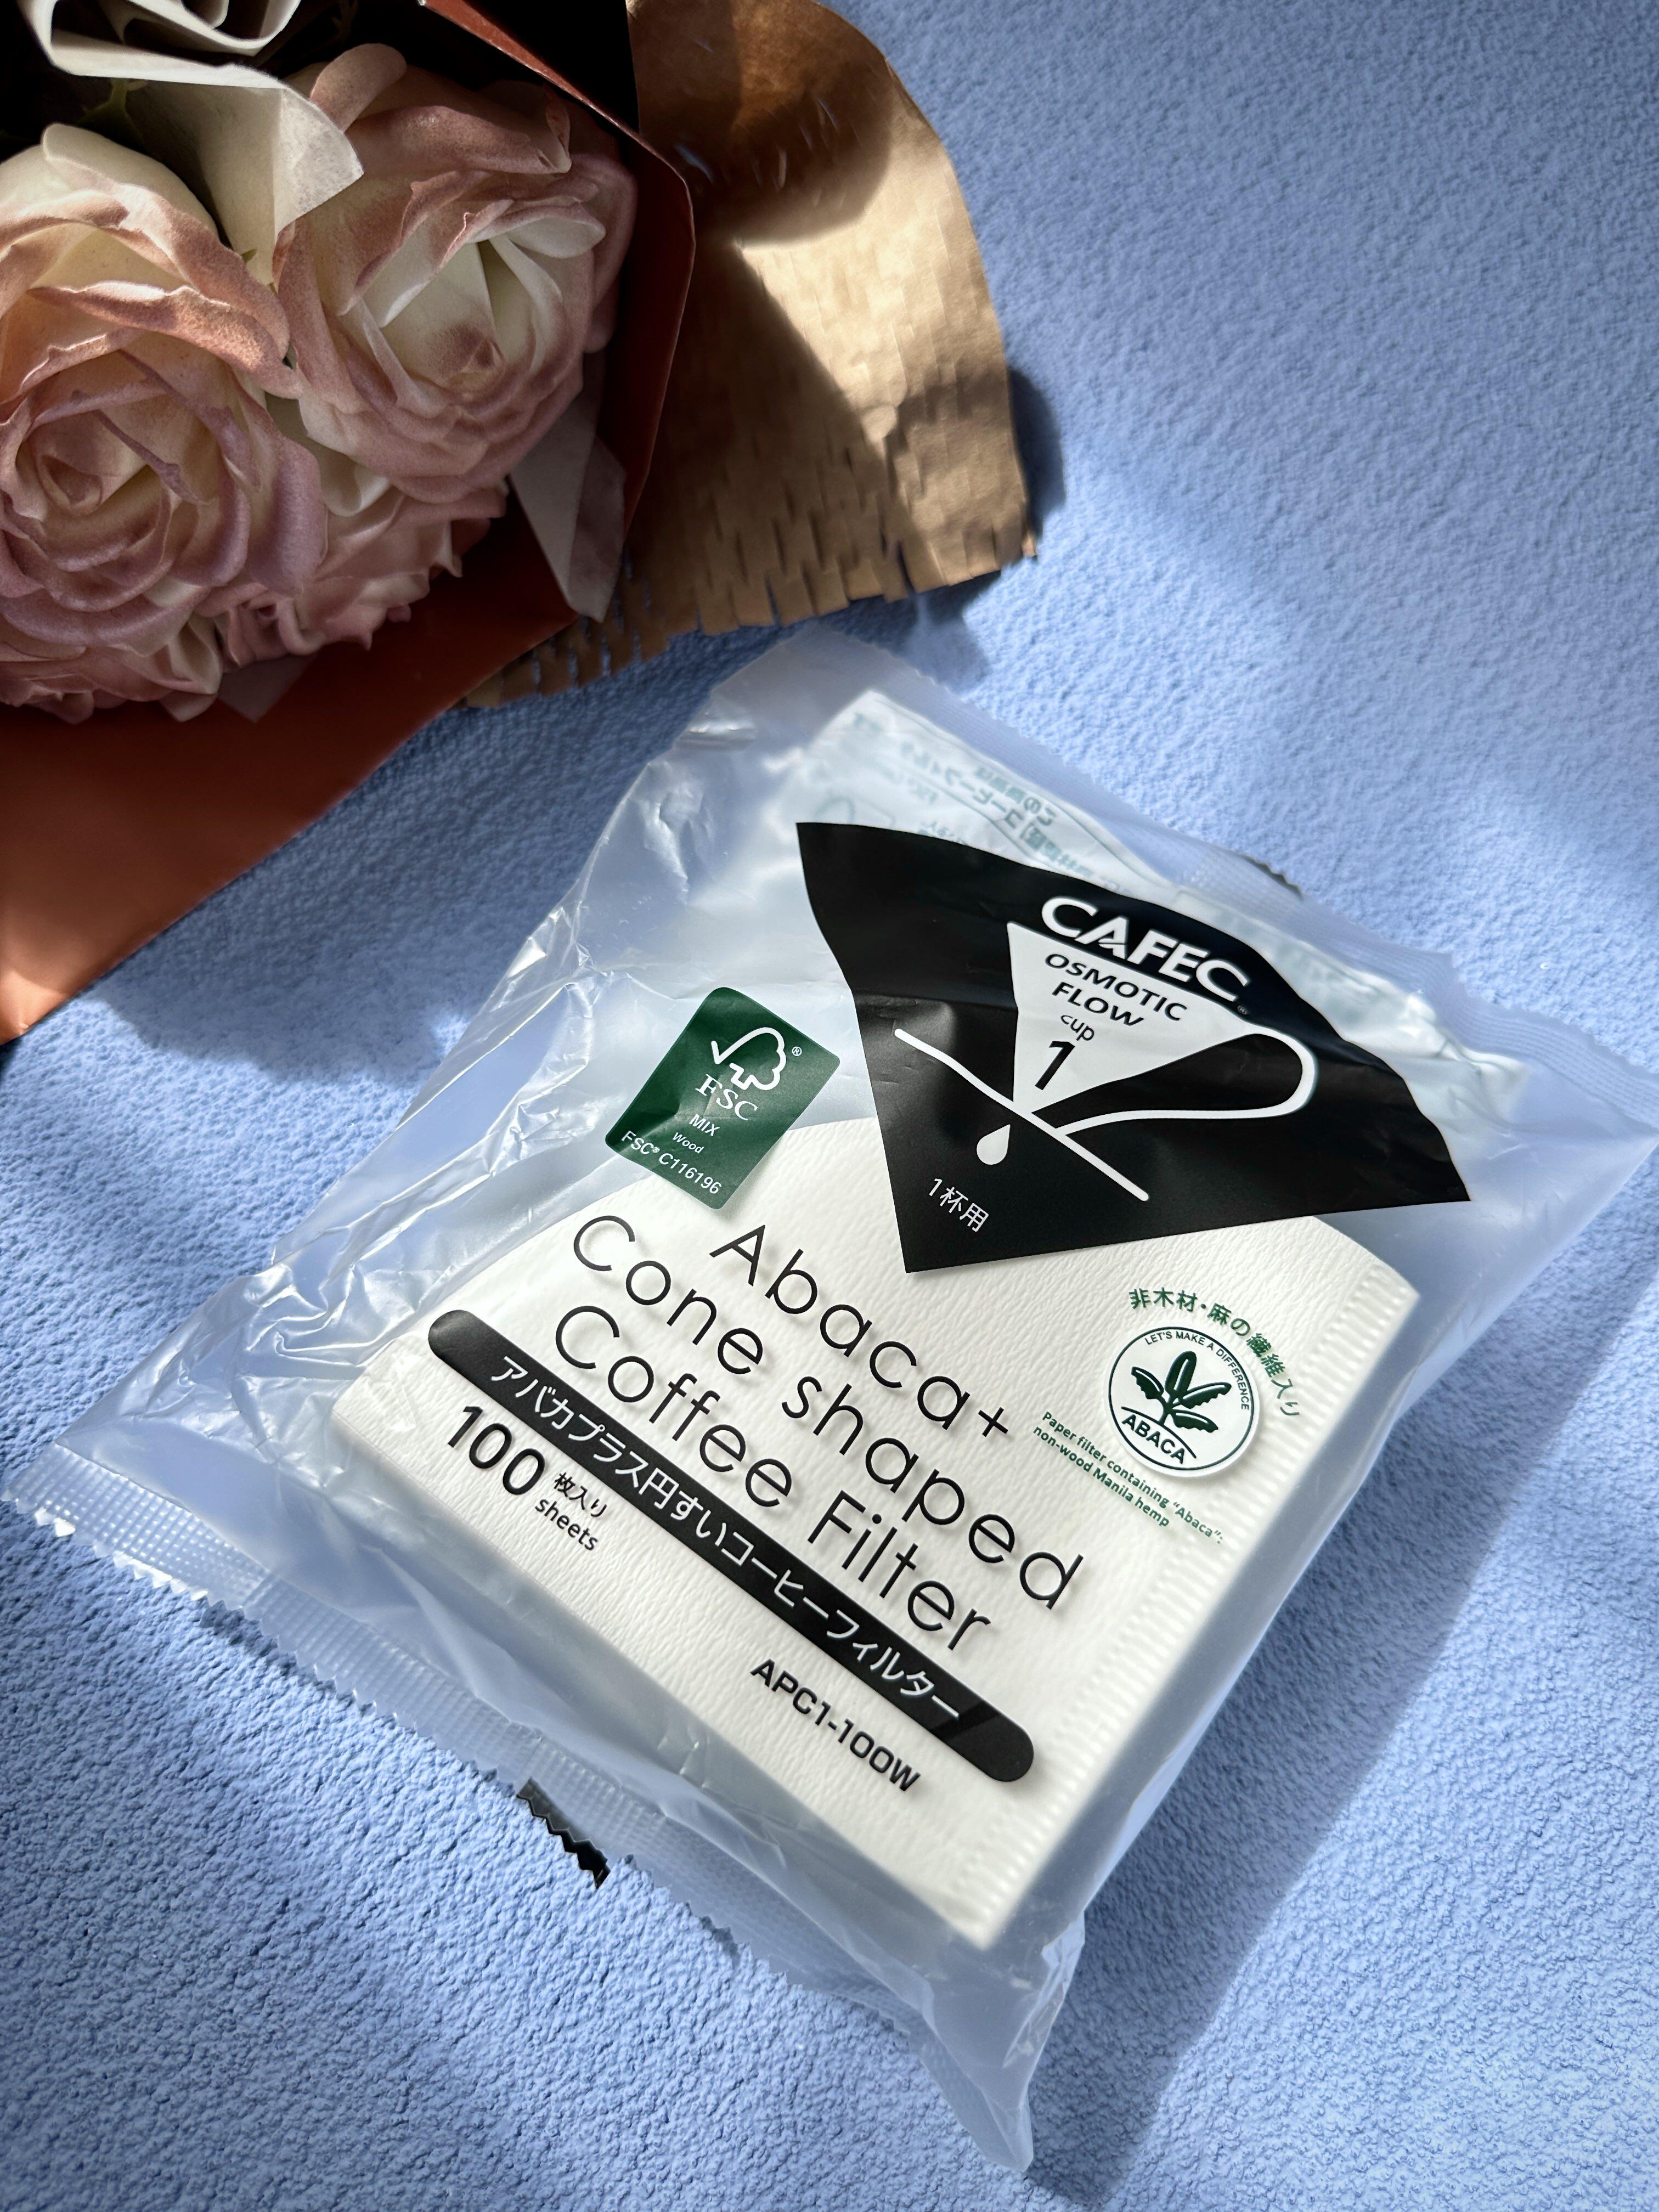 CAFEC®
OSMOTIC
FLOW
cup
1
1杯用
FSC®
MIX
Wood
FSC® C116196
Abaca+
Cone shaped
Coffee Filter
アバカプラス円すいコーヒーフィルター
100 枚入り
sheets
APC1-100W
非木材・麻の繊維入り
LET'S MAKE A DIFFERENCE
ABACA
Paper filter containing "Abaca":
non-wood Manila hemp